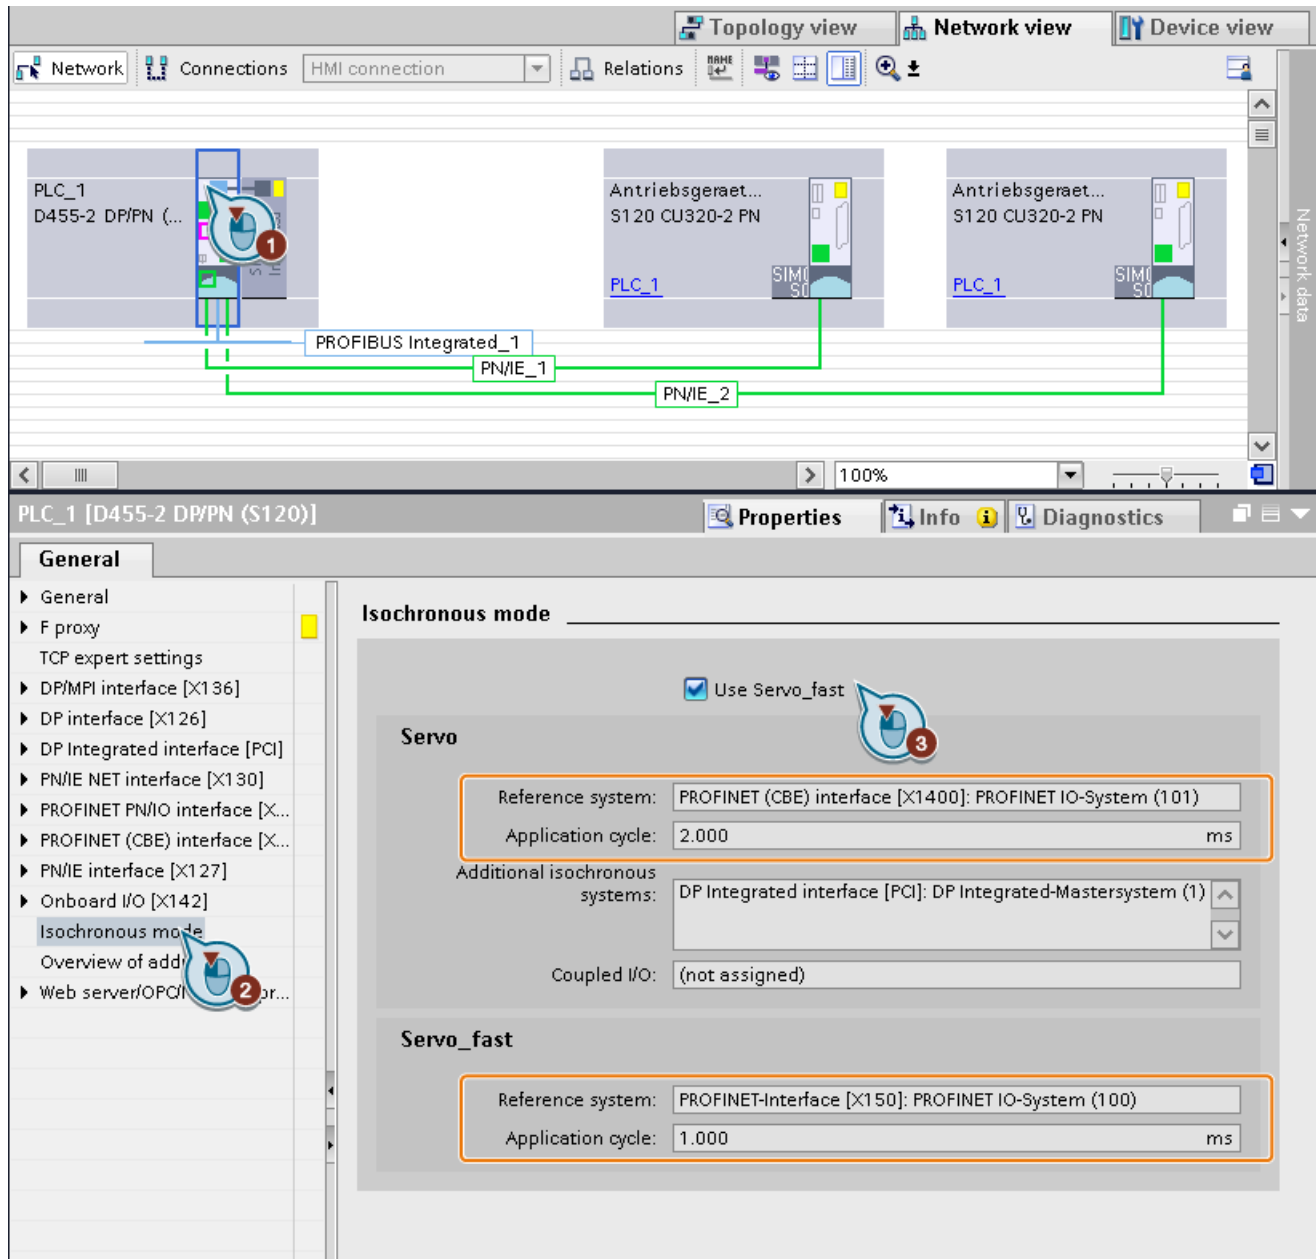 Topology view Network view Device view
Network Connections HMI connection Relations NAME 
PLC_1
D455-2 DP/PN (...
1
Antriebsgeraet...
S120 CU320-2 PN
PLC_1
SIM
Antriebsgeraet...
S120 CU320-2 PN
PLC_1
SIM
PROFIBUS Integrated_1
PN/IE_1
PN/IE_2
Network data
100%
PLC_1 [D455-2 DP/PN (S120)]
Properties Info Diagnostics
General
General
F proxy
TCP expert settings
DP/MPI interface [X136]
DP interface [X126]
DP Integrated interface [PCI]
PN/IE NET interface [X130]
PROFINET PN/IO interface [X...
PROFINET (CBE) interface [X...
PN/IE interface [X127]
Onboard I/O [X142]
Isochronous mode
Overview of add
2
Web server/OPC/ pr...
Isochronous mode
Use Servo_fast
3
Servo
Reference system: PROFINET (CBE) interface [X1400]: PROFINET IO-System (101)
Application cycle: 2.000 ms
Additional isochronous
systems: DP Integrated interface [PCI]: DP Integrated-Mastersystem (1)
Coupled I/O: (not assigned)
Servo_fast
Reference system: PROFINET-Interface [X150]: PROFINET IO-System (100)
Application cycle: 1.000 ms